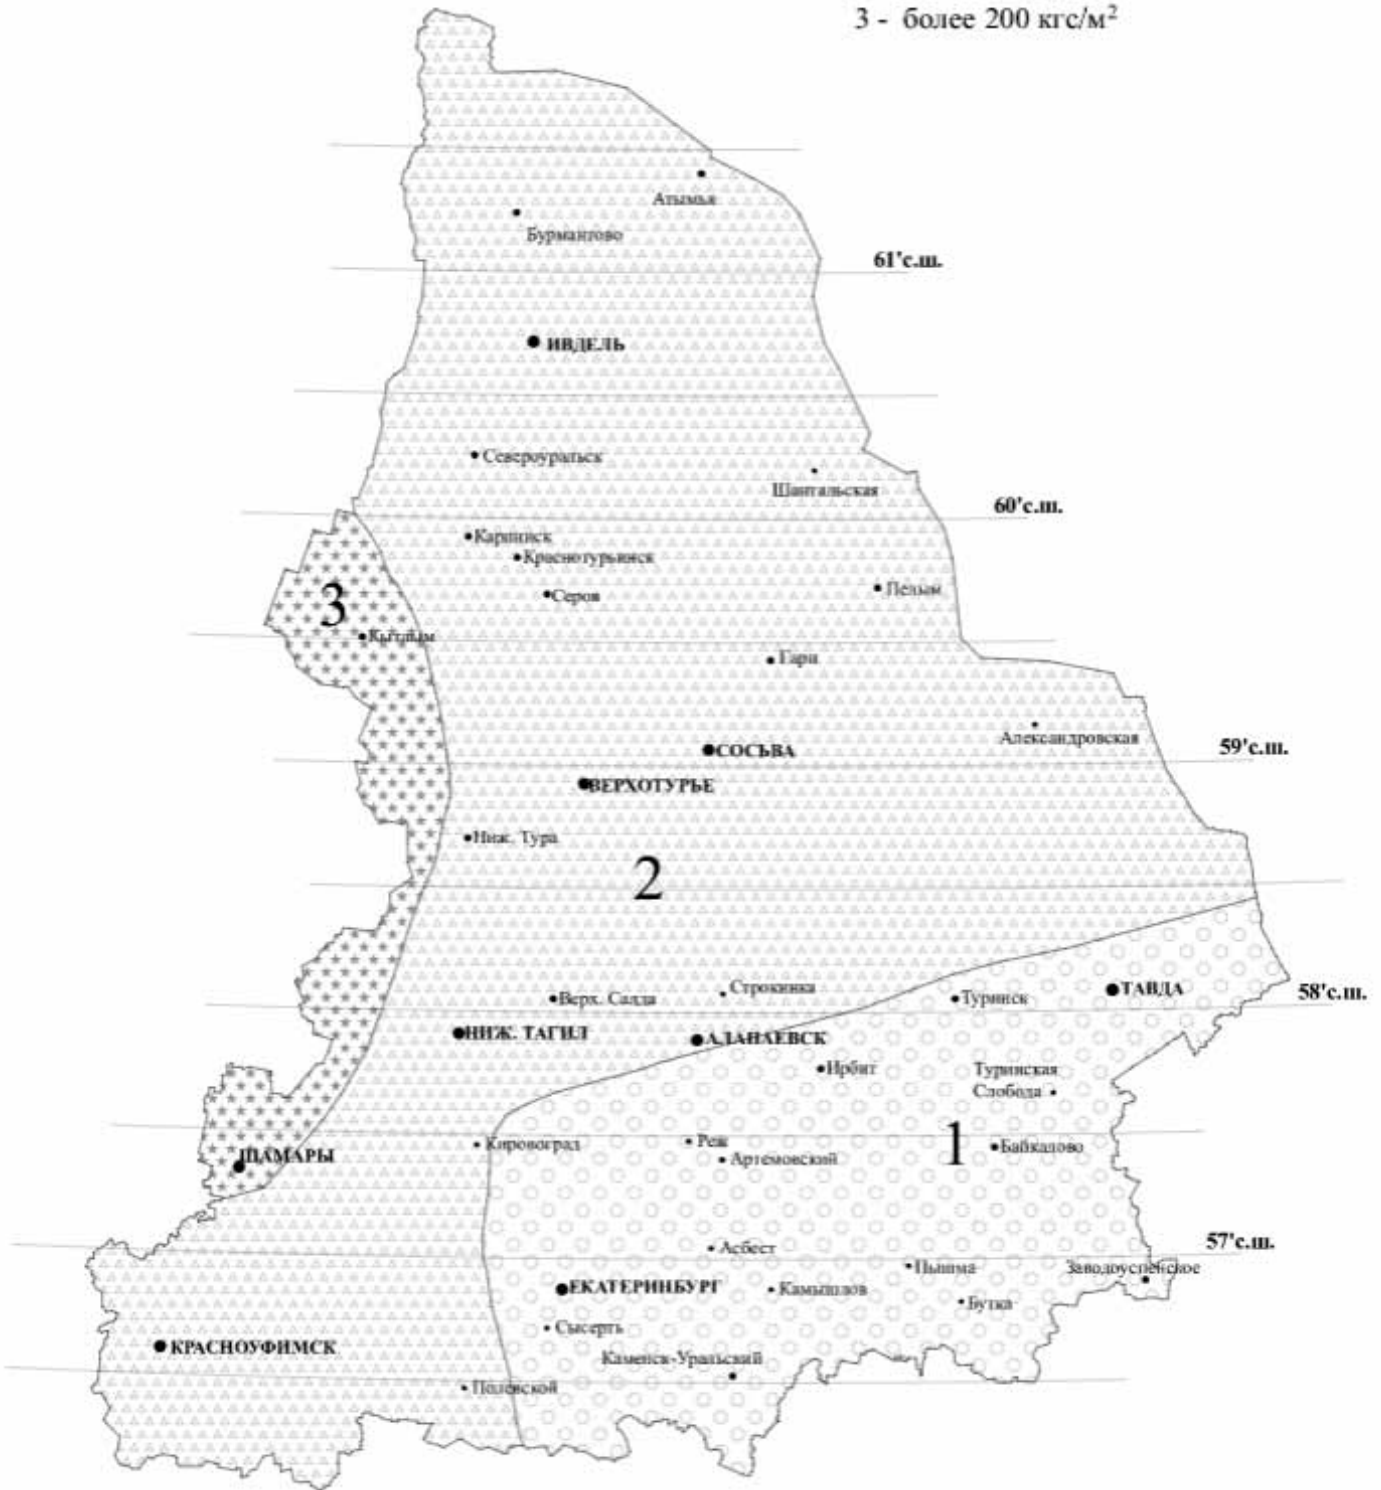 3 - более 200 кгс/м²
Атымья
Бурмантово
61'с.ш.
ИВДЕЛЬ
Североуральск
Шантальская
60'с.ш.
Карпинск
Краснотурьинск
3
Серов
Пелым
Кытлым
Гари
Александровская
59'с.ш.
СОСЬВА
ВЕРХОТУРЬЕ
Ниж. Тура
2
Верх. Салда
Строкинка
Туринск
ТАВДА
58'с.ш.
НИЖ. ТАГИЛ
АЛАПАЕВСК
Ирбит
Туринская
Слобода
Кировоград
Реж
1
Байкалово
ШАМАРЫ
Артемовский
57'с.ш.
Асбест
Пышма
Заводоуспенское
ЕКАТЕРИНБУРГ
Камышлов
Бутка
Сысерть
КРАСНОУФИМСК
Каменск-Уральский
Полевской